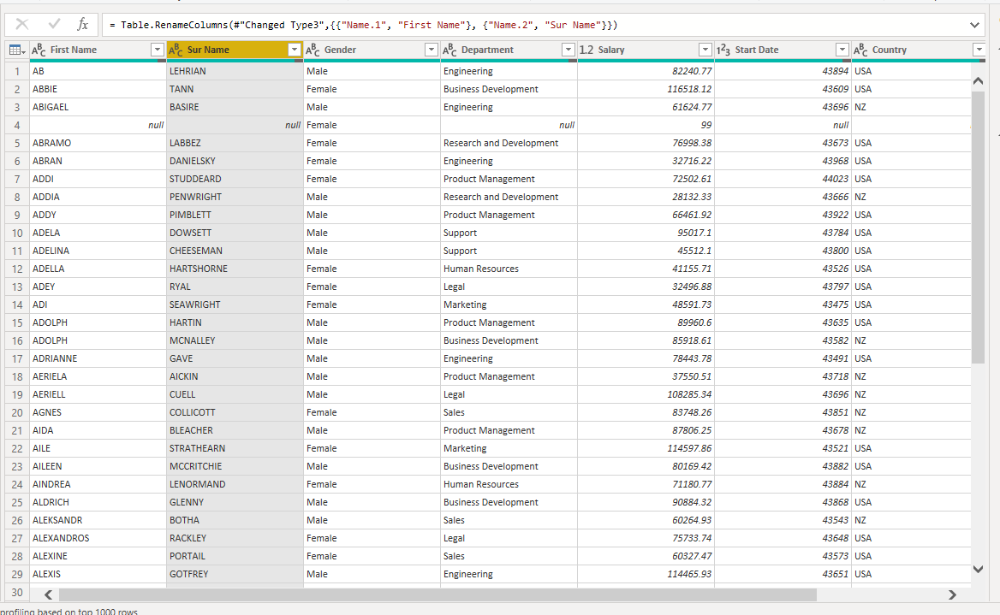 fx = Table.RenameColumns(#"Changed Type3",{{"Name.1", "First Name"}, {"Name.2", "Sur Name"}})
ABC First Name ABC Sur Name ABC Gender ABC Department 1.2 Salary 123 Start Date ABC Country
1 AB LEHRIAN Male Engineering 82240.77 43894 USA
2 ABBIE TANN Female Business Development 116518.12 43609 USA
3 ABIGAEL BASIRE Male Engineering 61624.77 43696 NZ
4 null null Female null 99 null
5 ABRAMO LABBEZ Female Research and Development 76998.38 43673 USA
6 ABRAN DANIELSKY Female Engineering 32716.22 43968 USA
7 ADDI STUDDEARD Female Product Management 72502.61 44023 USA
8 ADDIA PENWRIGHT Male Research and Development 28132.33 43666 NZ
9 ADDY PIMBLETT Male Product Management 66461.92 43922 USA
10 ADELA DOWSETT Male Support 95017.1 43784 USA
11 ADELINA CHEESEMAN Male Support 45512.1 43800 USA
12 ADELLA HARTSHORNE Female Human Resources 41155.71 43526 USA
13 ADEY RYAL Female Legal 32496.88 43797 USA
14 ADI SEAWRIGHT Female Marketing 48591.73 43475 USA
15 ADOLPH HARTIN Male Product Management 89960.6 43635 USA
16 ADOLPH MCNALLEY Male Business Development 85918.61 43582 NZ
17 ADRIANNE GAVE Male Engineering 78443.78 43491 USA
18 AERIELA AICKIN Male Product Management 37550.51 43718 NZ
19 AERIELL CUELL Male Legal 108285.34 43696 NZ
20 AGNES COLLICOTT Female Sales 83748.26 43851 NZ
21 AIDA BLEACHER Male Product Management 87806.25 43678 NZ
22 AILE STRATHEARN Female Marketing 114597.86 43521 USA
23 AILEEN MCCRITCHIE Male Business Development 80169.42 43882 USA
24 AINDREA LENORMAND Female Human Resources 71180.77 43884 NZ
25 ALDRICH GLENNY Male Business Development 90884.32 43868 USA
26 ALEKSANDR BOTHA Male Sales 60264.93 43543 NZ
27 ALEXANDROS RACKLEY Female Legal 75733.74 43648 USA
28 ALEXINE PORTAIL Female Sales 60327.47 43573 USA
29 ALEXIS GOTFREY Male Engineering 114465.93 43651 USA
30
profiling based on top 1000 rows